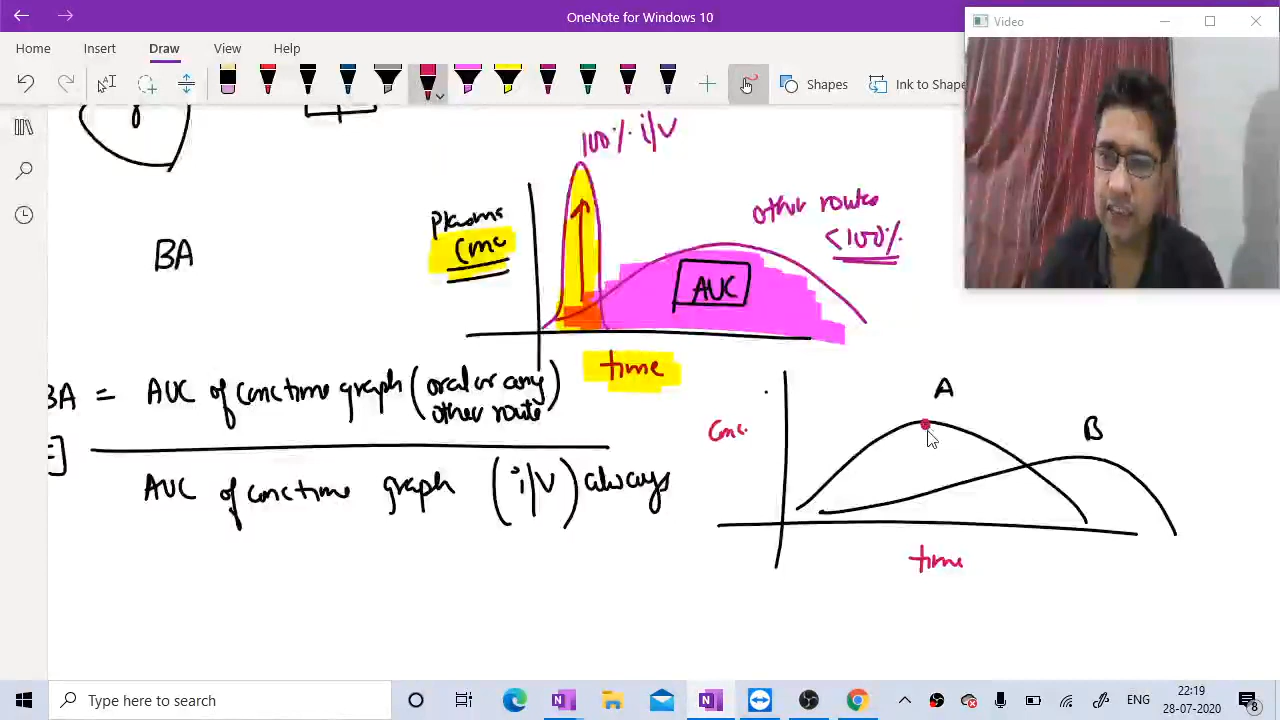 OneNote for Windows 10
Video
Home Insert Draw View Help
Shapes
Ink to Shape
100% i/v
Plasma
Conc
other routes
<100%
BA
AUC
time
BA = AUC of conc time graph (oral or any
other route)
AUC of conc time graph (i/v) always
A
B
Conc.
time
Type here to search
ENG
22:19
28-07-2020
8